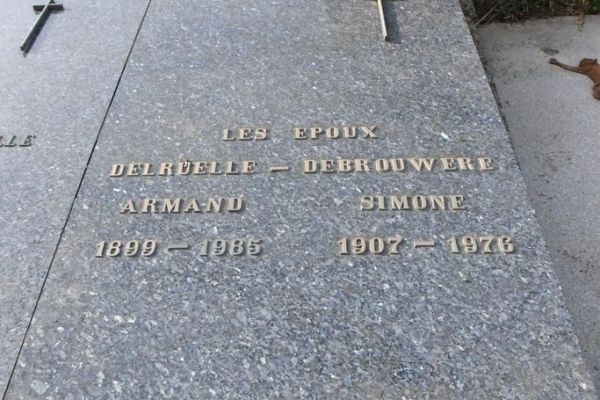 LES EPOUX
DELRUELLE - DEBROUWERE
ARMAND SIMONE
1899 - 1985 1907 - 1976